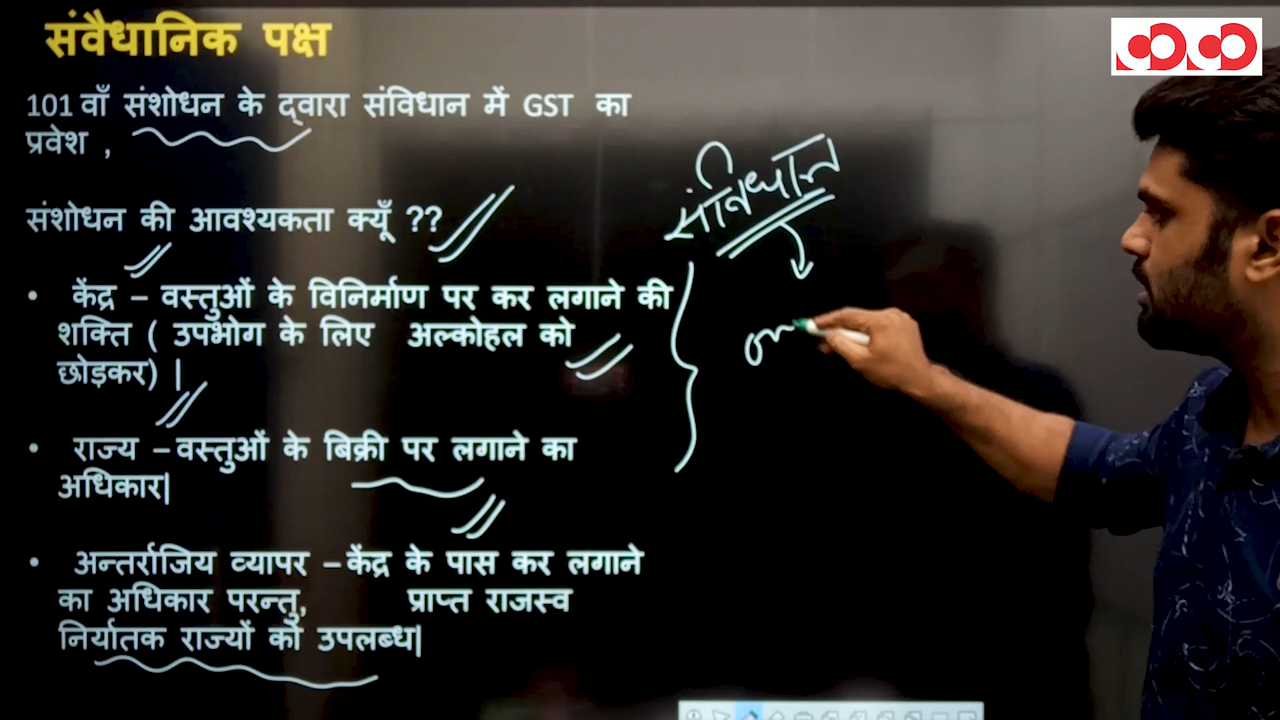 संवैधानिक पक्ष
101 वाँ संशोधन के द्वारा संविधान में GST का
प्रवेश ,
संशोधन की आवश्यकता क्यूँ ??
• केंद्र – वस्तुओं के विनिर्माण पर कर लगाने की
शक्ति ( उपभोग के लिए अल्कोहल को
छोड़कर) |
• राज्य – वस्तुओं के बिक्री पर लगाने का
अधिकार|
• अन्तर्राजिय व्यापर – केंद्र के पास कर लगाने
का अधिकार परन्तु, प्राप्त राजस्व
निर्यातक राज्यों को उपलब्ध|
संविधान